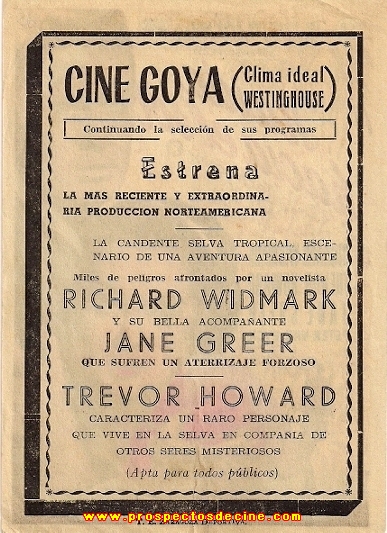 CINE GOYA (Clima ideal WESTINGHOUSE)
Continuando la selección de sus programas
Estrena
LA MAS RECIENTE Y EXTRAORDINA-
RIA PRODUCCION NORTEAMERICANA
LA CANDENTE SELVA TROPICAL, ESCE-
NARIO DE UNA AVENTURA APASIONANTE
Miles de peligros afrontados por un novelista
RICHARD WIDMARK
Y SU BELLA ACOMPAÑANTE
JANE GREER
QUE SUFREN UN ATERRIZAJE FORZOSO
TREVOR HOWARD
CARACTERIZA UN RARO PERSONAJE
QUE VIVE EN LA SELVA EN COMPAÑIA DE
OTROS SERES MISTERIOSOS
(Apta para todos públicos)
www.prospectosdecine.com